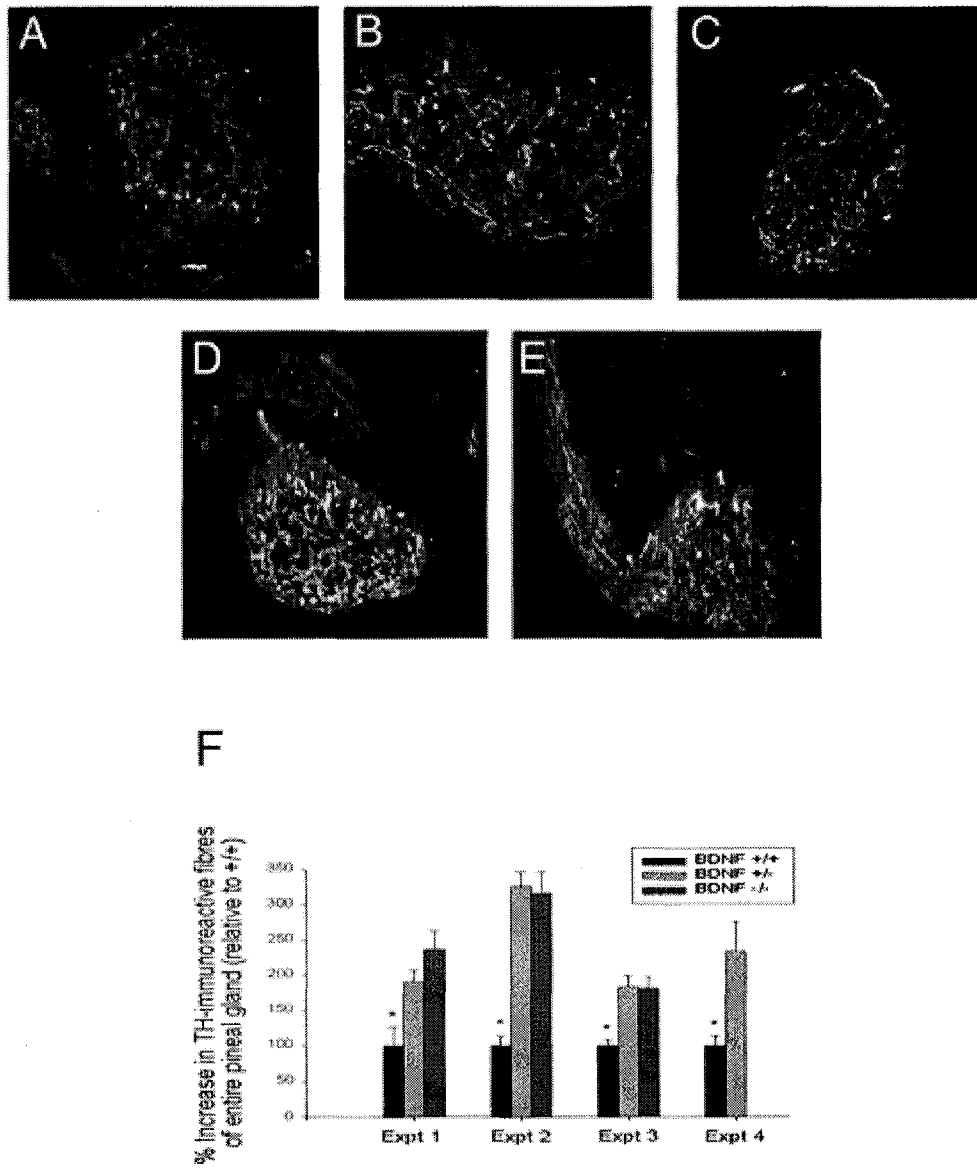 A
B
C
D
E
F
% Increase in TH-immunoreactive fibres
of entire pineal gland (relative to +/+)
350
300
250
200
150
100
50
0
BDNF +/+
BDNF +/-
BDNF -/-
*
*
*
*
Expt 1
Expt 2
Expt 3
Expt 4